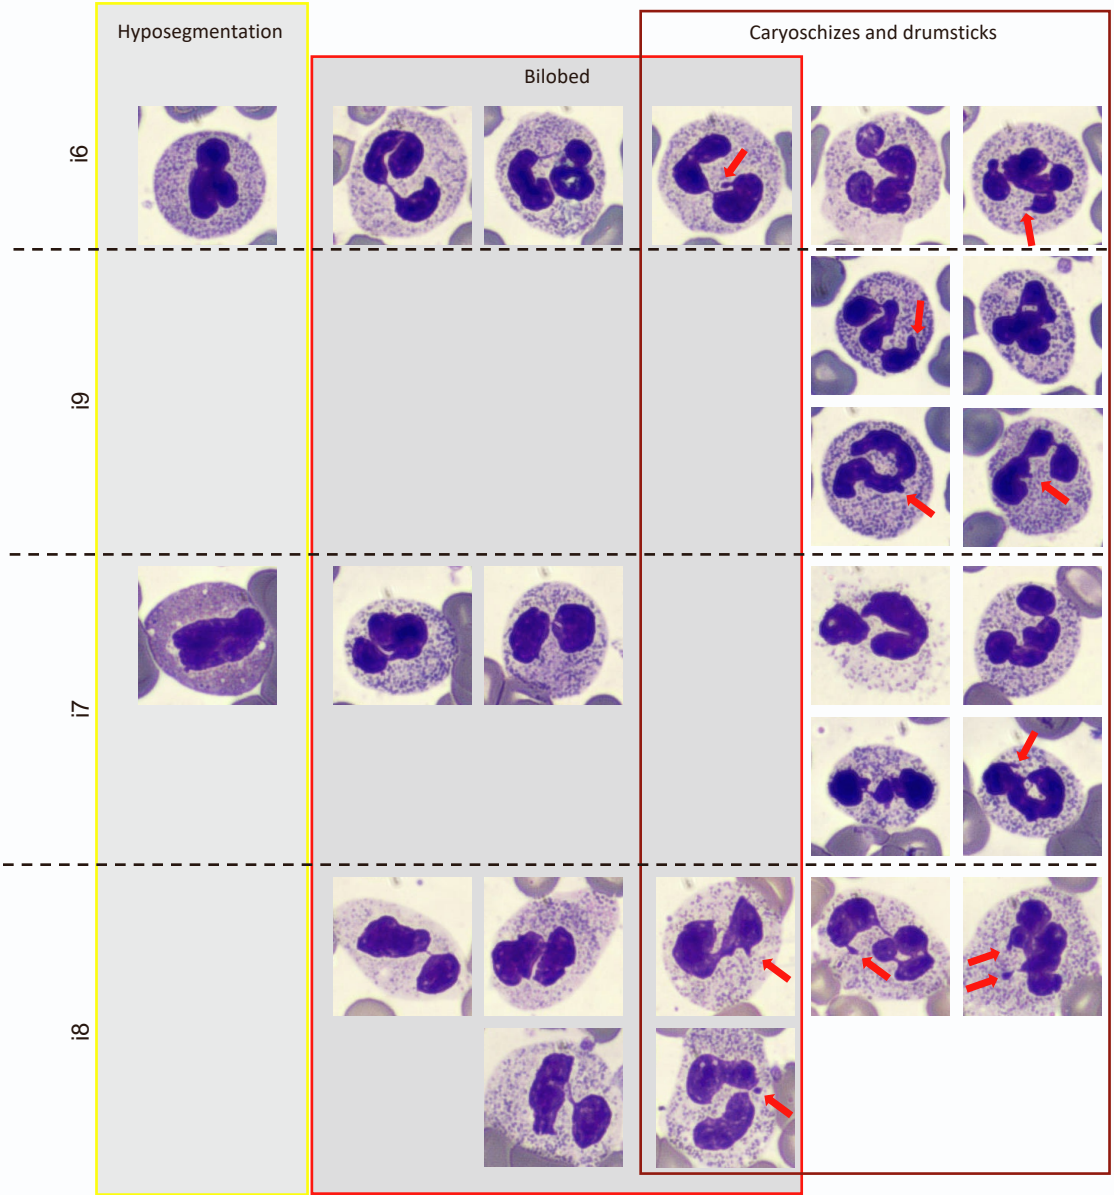 Hyposegmentation
Caryoschizes and drumsticks
Bilobed
i6
i9
i7
i8